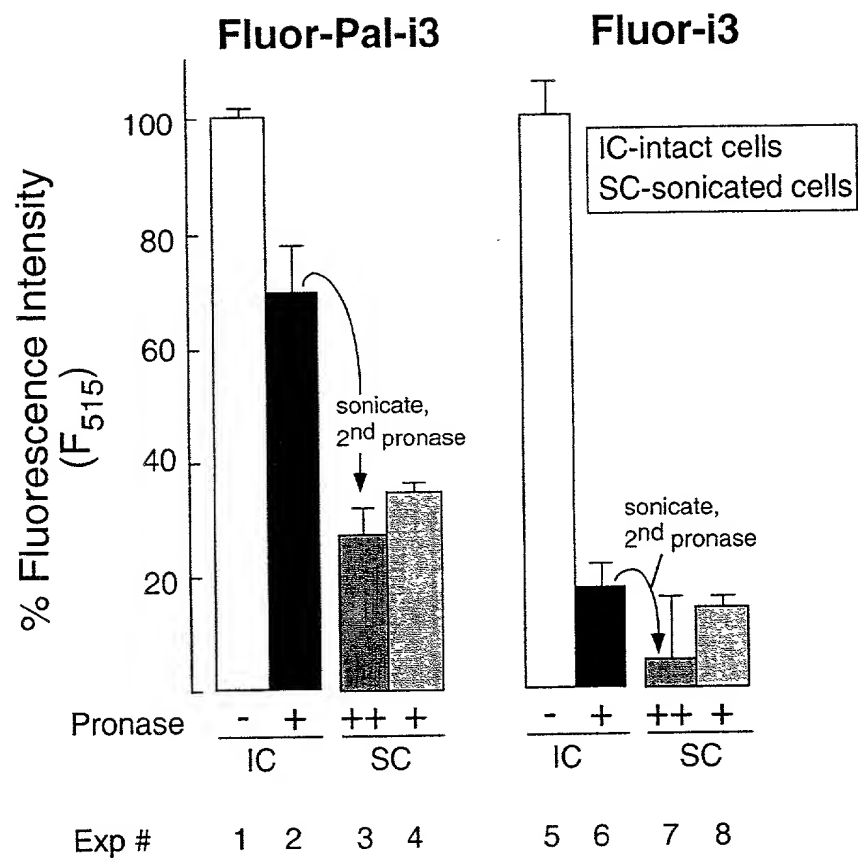 Fluor-Pal-i3
Fluor-i3
% Fluorescence Intensity
(F515)
100
80
60
40
20
IC-intact cells
SC-sonicated cells
sonicate,
2nd pronase
sonicate,
2nd pronase
Pronase - + ++ + - + ++ +
IC SC IC SC
Exp # 1 2 3 4 5 6 7 8